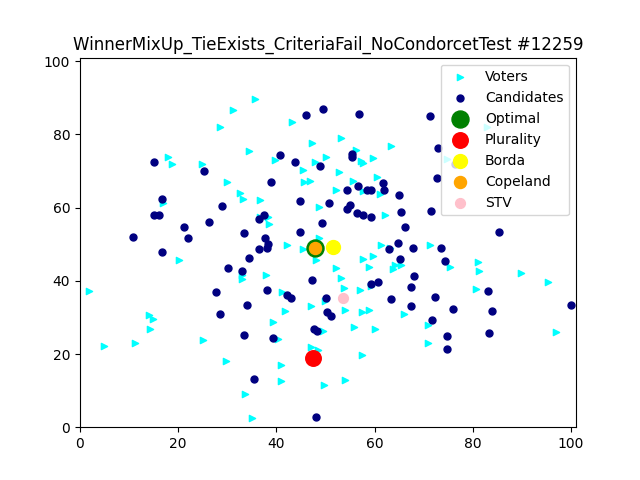 WinnerMixUp_TieExists_CriteriaFail_NoCondorcetTest #12259
100
80
60
40
20
0
0 20 40 60 80 100
Voters
Candidates
Optimal
Plurality
Borda
Copeland
STV